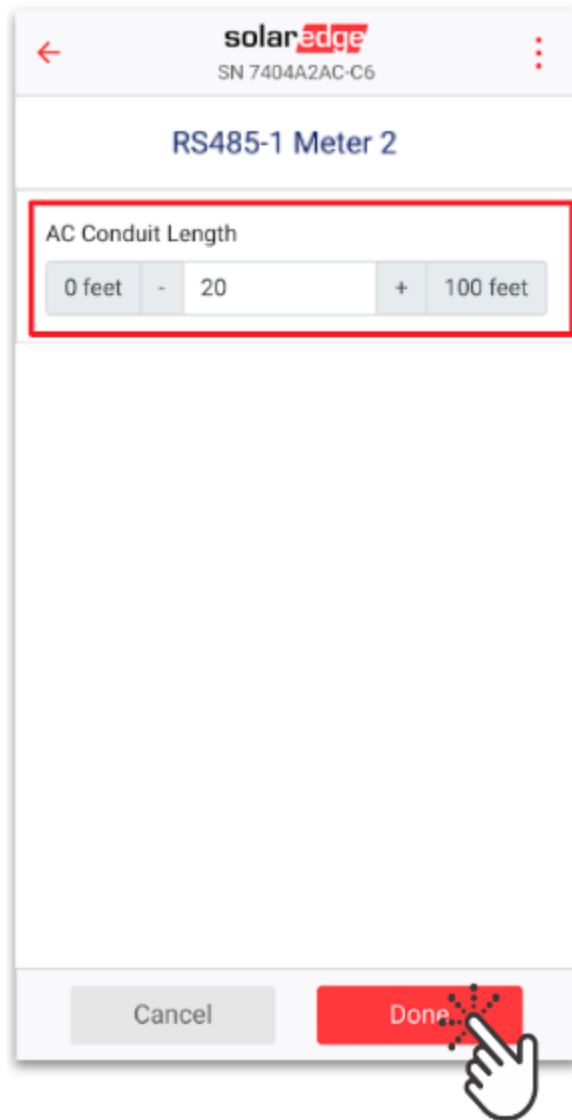 solaredge
SN 7404A2AC-C6
RS485-1 Meter 2
AC Conduit Length
0 feet - 20 + 100 feet
Cancel Done